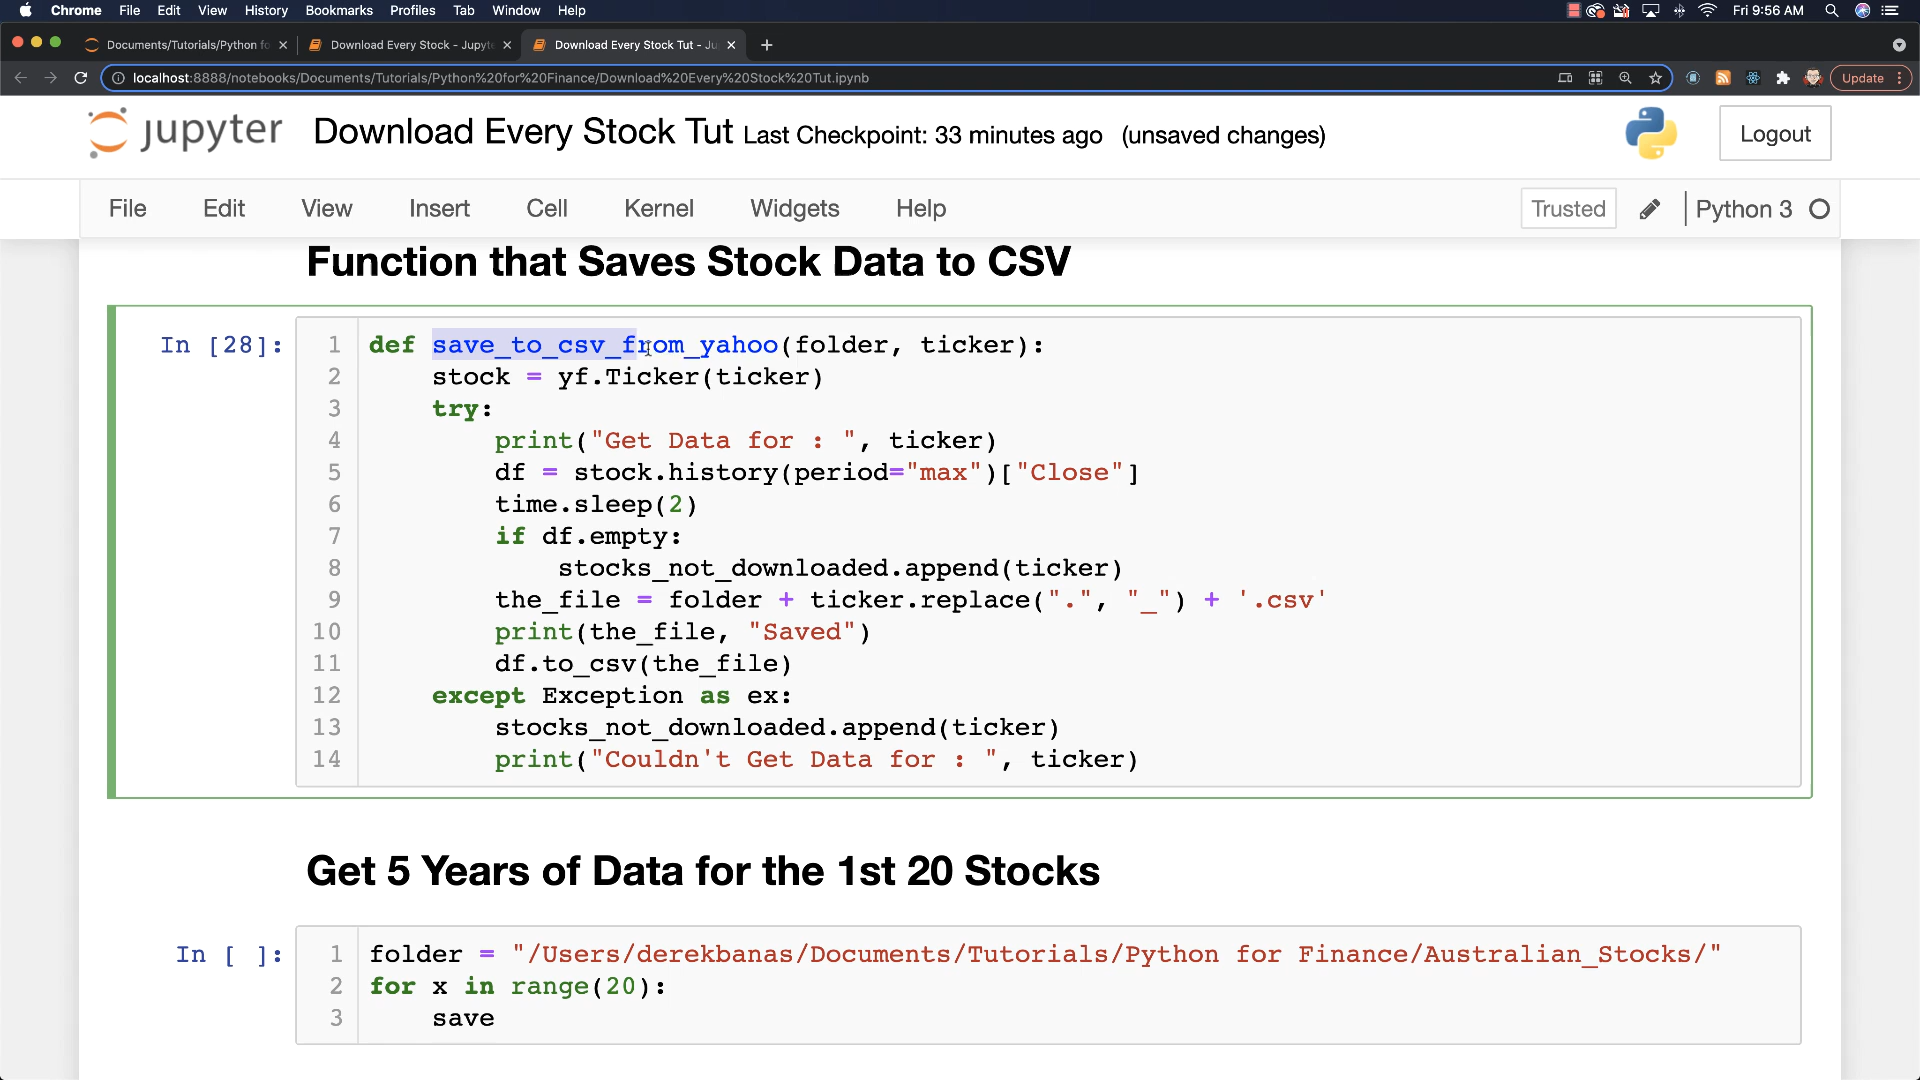 Chrome File Edit View History Bookmarks Profiles Tab Window Help Fri 9:56 AM
Documents/Tutorials/Python fo
Download Every Stock - Jupyte
Download Every Stock Tut - Ju
localhost:8888/notebooks/Documents/Tutorials/Python%20for%20Finance/Download%20Every%20Stock%20Tut.ipynb Update
jupyter Download Every Stock Tut Last Checkpoint: 33 minutes ago (unsaved changes) Logout
File Edit View Insert Cell Kernel Widgets Help Trusted Python 3
Function that Saves Stock Data to CSV
In [28]: 1 def save_to_csv_from_yahoo(folder, ticker):
2 stock = yf.Ticker(ticker)
3 try:
4 print("Get Data for : ", ticker)
5 df = stock.history(period="max")["Close"]
6 time.sleep(2)
7 if df.empty:
8 stocks_not_downloaded.append(ticker)
9 the_file = folder + ticker.replace(".", "_") + '.csv'
10 print(the_file, "Saved")
11 df.to_csv(the_file)
12 except Exception as ex:
13 stocks_not_downloaded.append(ticker)
14 print("Couldn't Get Data for : ", ticker)
Get 5 Years of Data for the 1st 20 Stocks
In [ ]: 1 folder = "/Users/derekbanas/Documents/Tutorials/Python for Finance/Australian_Stocks/"
2 for x in range(20):
3 save